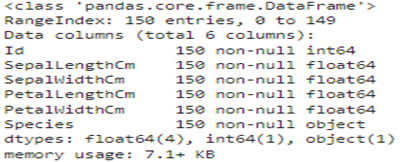 <class 'pandas.core.frame.DataFrame'>
RangeIndex: 150 entries, 0 to 149
Data columns (total 6 columns):
Id               150 non-null int64
SepalLengthCm    150 non-null float64
SepalWidthCm     150 non-null float64
PetalLengthCm    150 non-null float64
PetalWidthCm     150 non-null float64
Species          150 non-null object
dtypes: float64(4), int64(1), object(1)
memory usage: 7.1+ KB